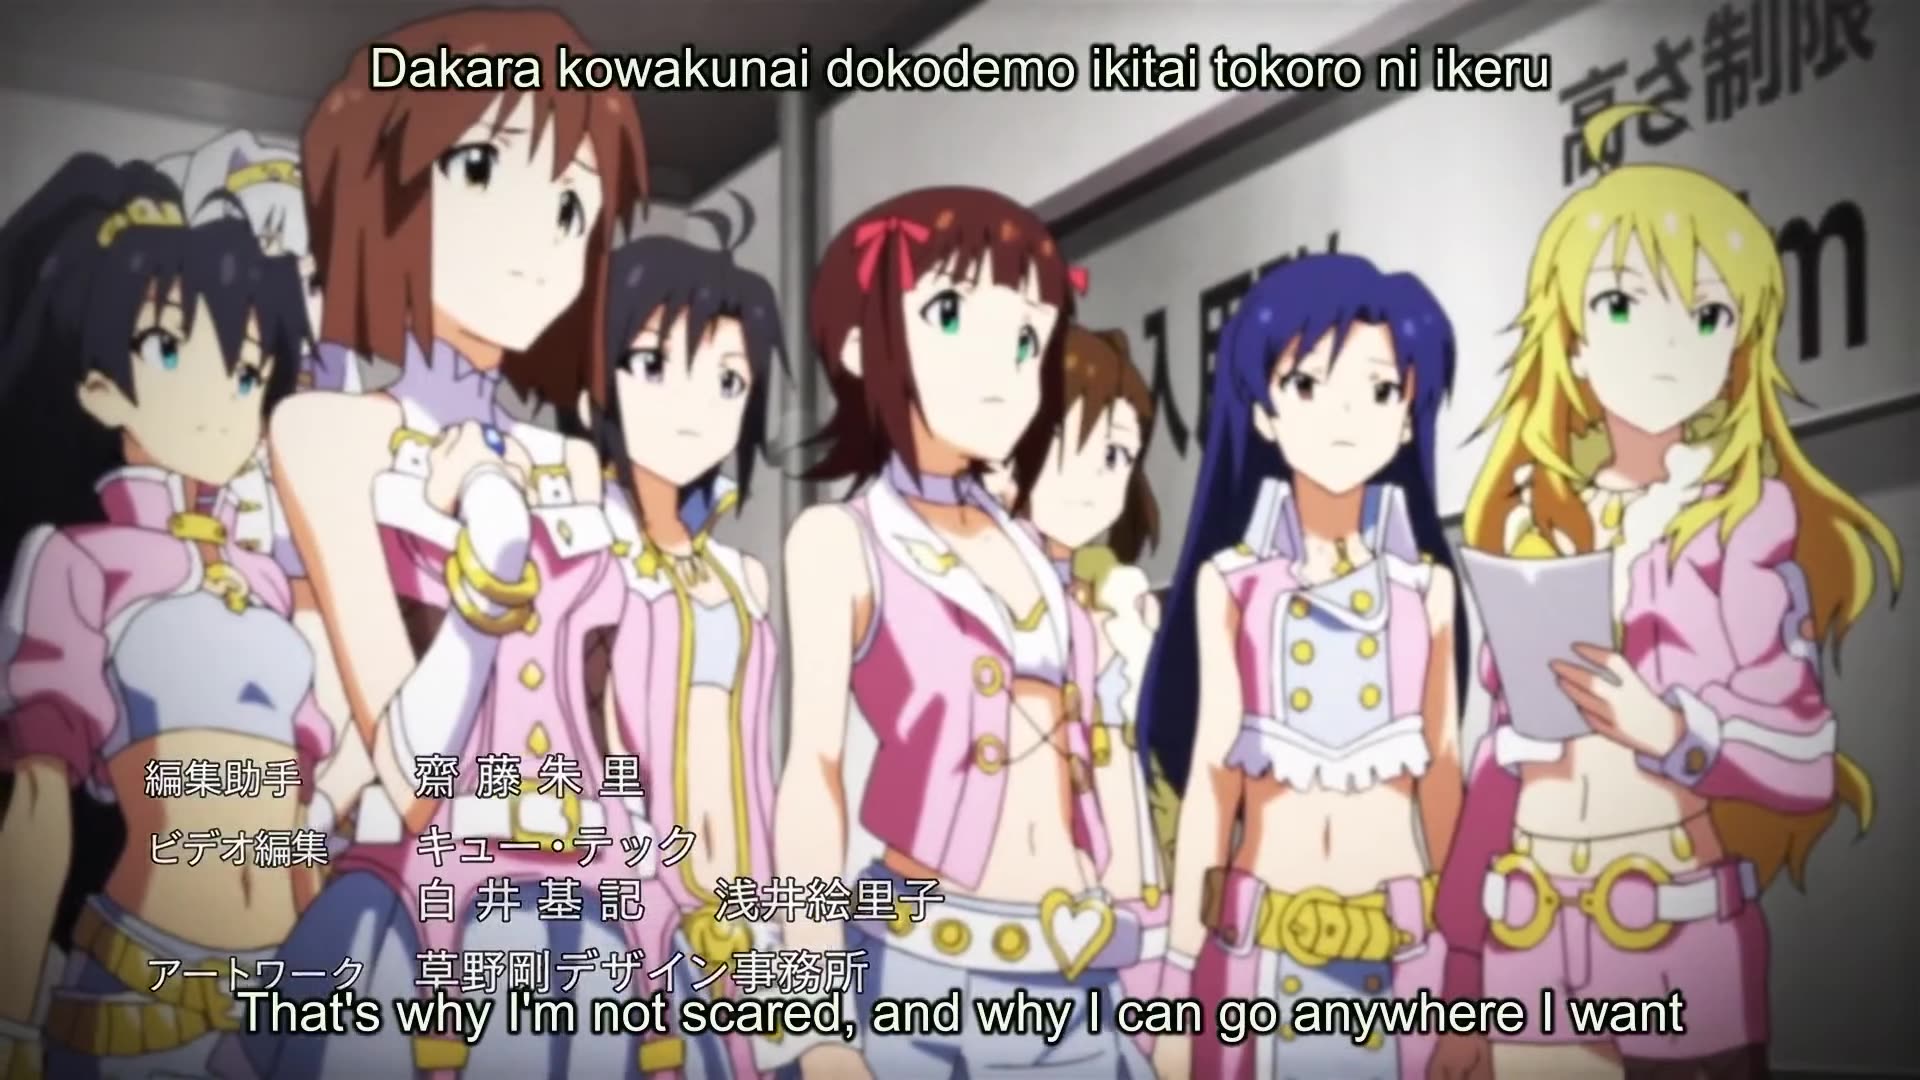 Dakara kowakunai dokodemo ikitai tokoro ni ikeru
高さ制限
m
編集助手 齋藤朱里
ビデオ編集 キュー・テック
白井基記 浅井絵里子
アートワーク 草野剛デザイン事務所
That's why I'm not scared, and why I can go anywhere I want